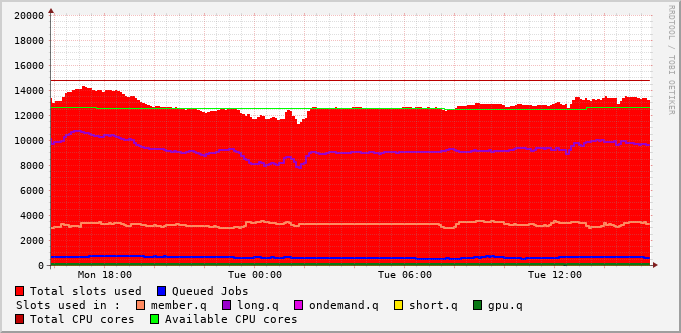 RRDTOOL / TOBI OETIKER
20000
18000
16000
14000
12000
10000
8000
6000
4000
2000
0
Mon 18:00 Tue 00:00 Tue 06:00 Tue 12:00
Total slots used Queued Jobs
Slots used in : member.q long.q ondemand.q short.q gpu.q
Total CPU cores Available CPU cores